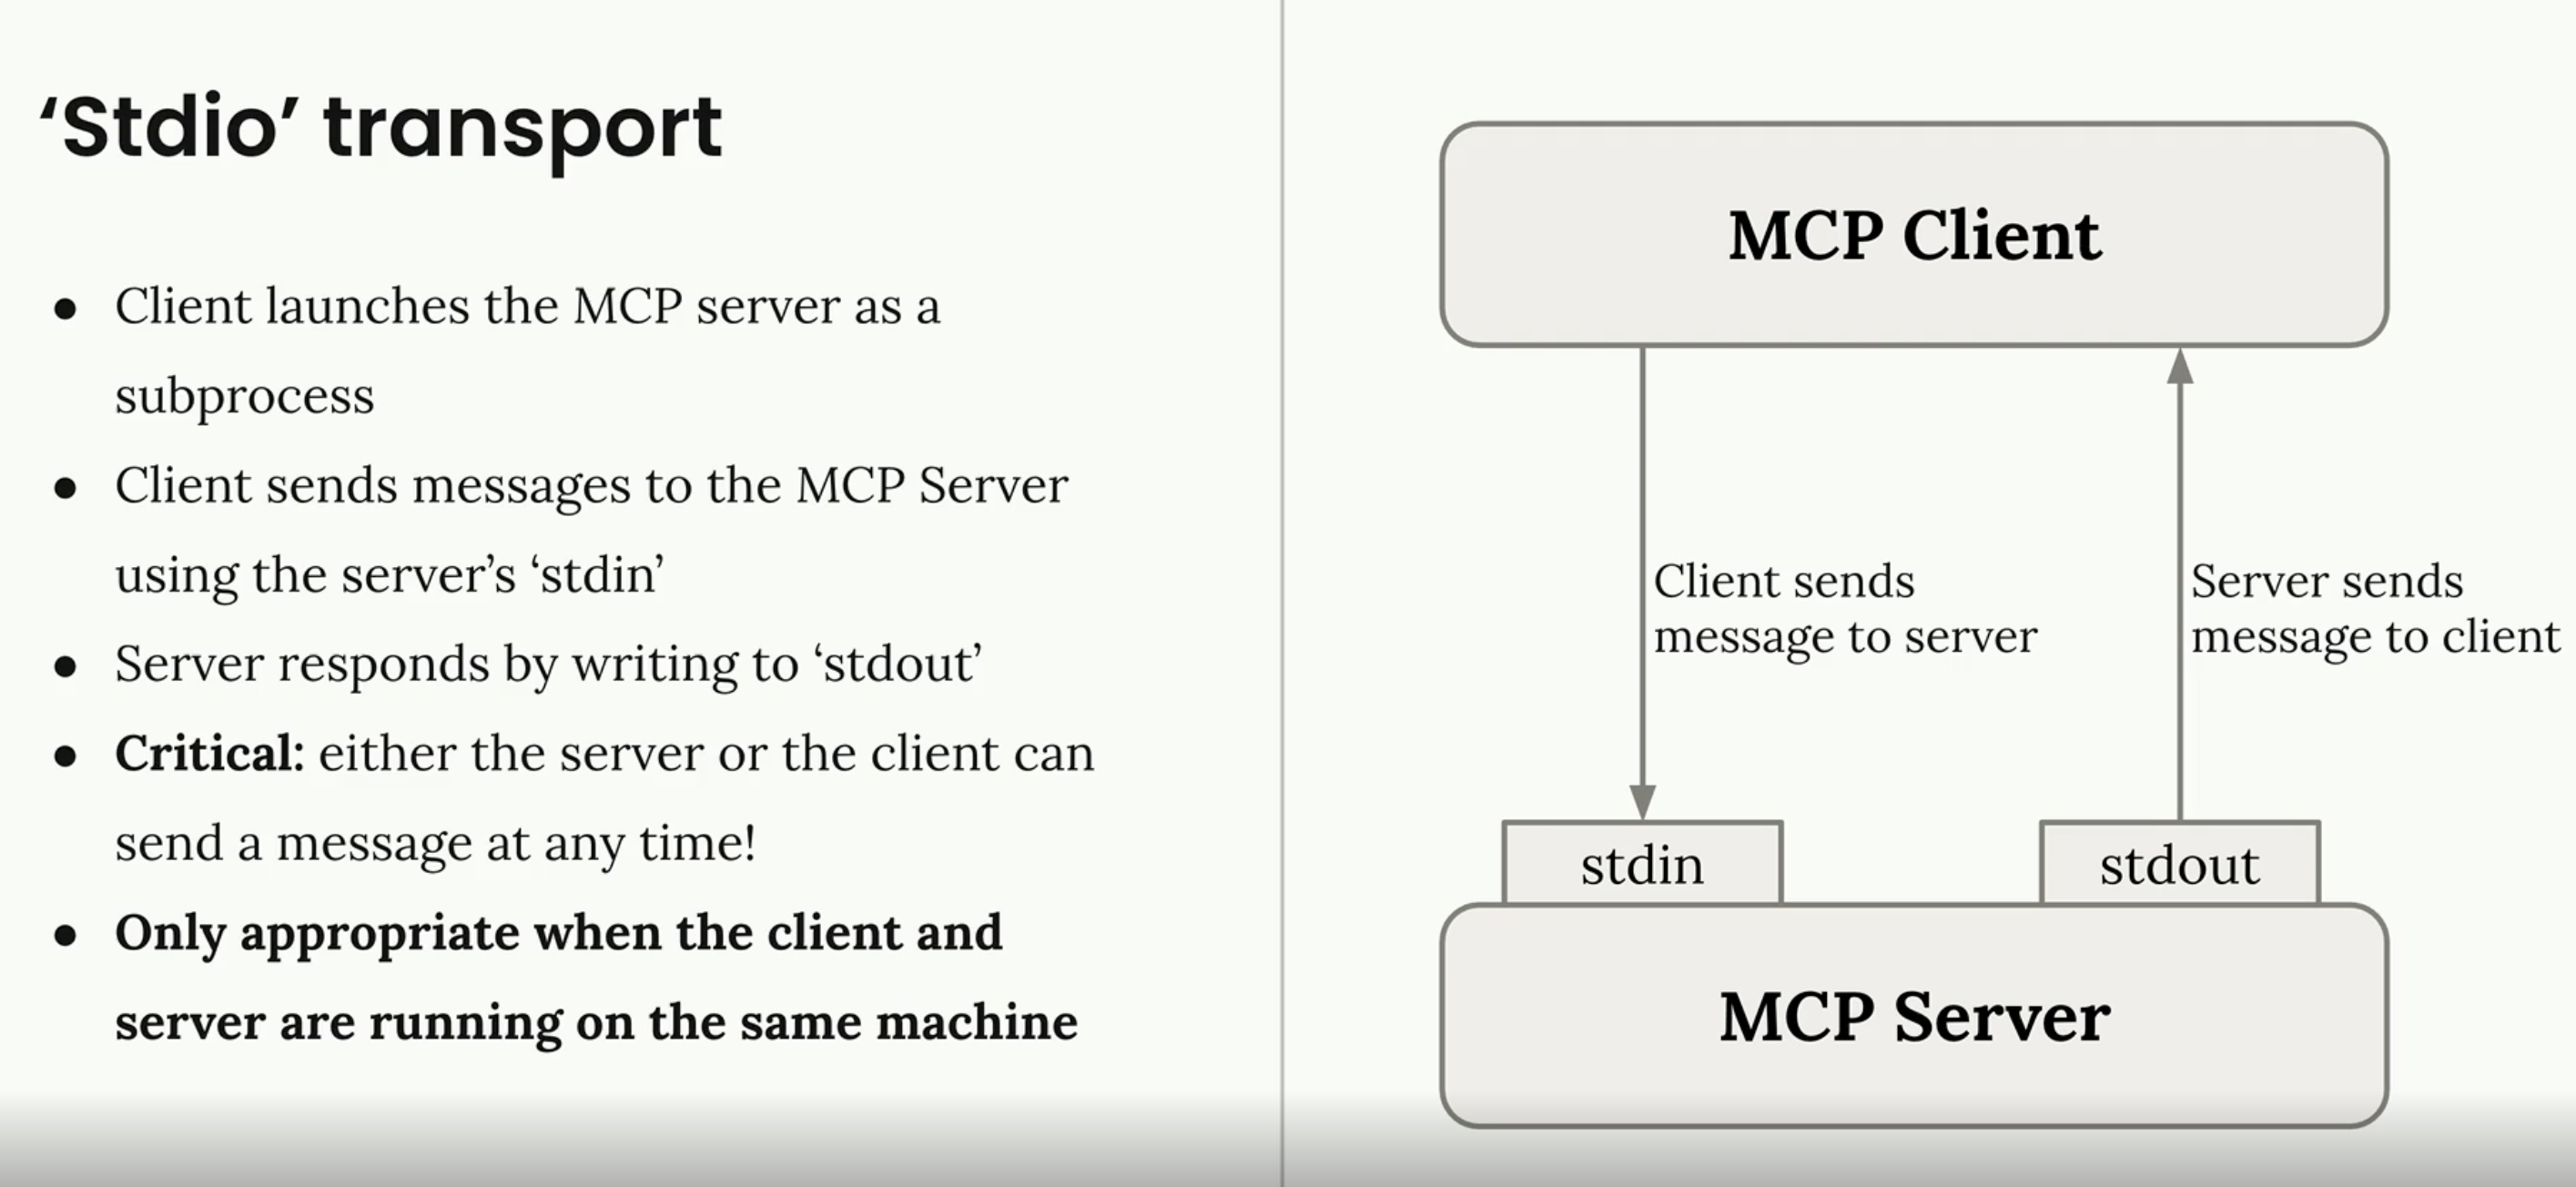 ‘Stdio’ transport
● Client launches the MCP server as a
subprocess
● Client sends messages to the MCP Server
using the server’s ‘stdin’
● Server responds by writing to ‘stdout’
● Critical: either the server or the client can
send a message at any time!
● Only appropriate when the client and
server are running on the same machine
MCP Client
Client sends
message to server
Server sends
message to client
stdin
stdout
MCP Server